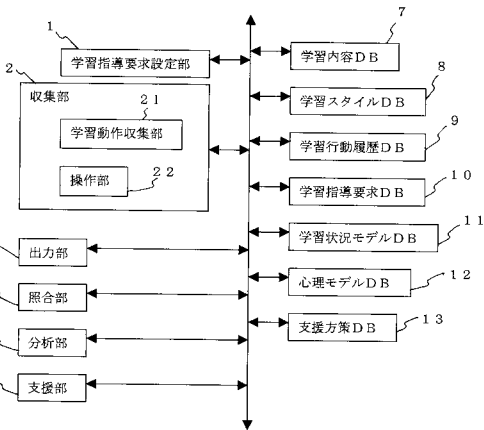 1
学習指導要求設定部
2
収集部
21
学習動作収集部
操作部
22
出力部
照合部
分析部
支援部
7
学習内容DB
8
学習スタイルDB
9
学習行動履歴DB
10
学習指導要求DB
11
学習状況モデルDB
12
心理モデルDB
13
支援方策DB